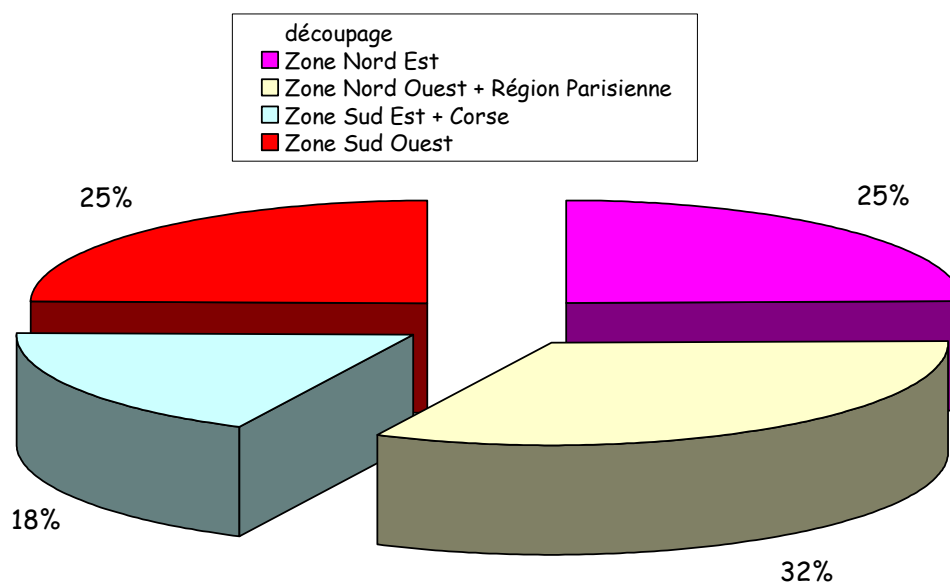 découpage
Zone Nord Est
Zone Nord Ouest + Région Parisienne
Zone Sud Est + Corse
Zone Sud Ouest
25%
25%
18%
32%